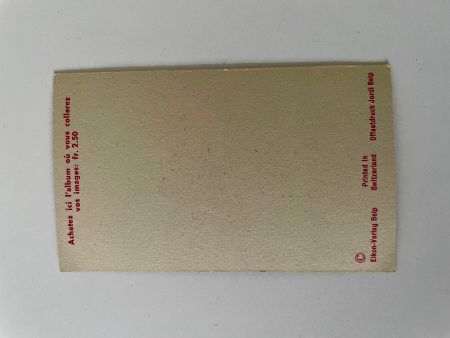 Achetez ici l'album où vous collerez
vos images: fr. 2.50
©
Eikon-Verlag Belp
Printed in
Switzerland
Offsetdruck Jordi Belp